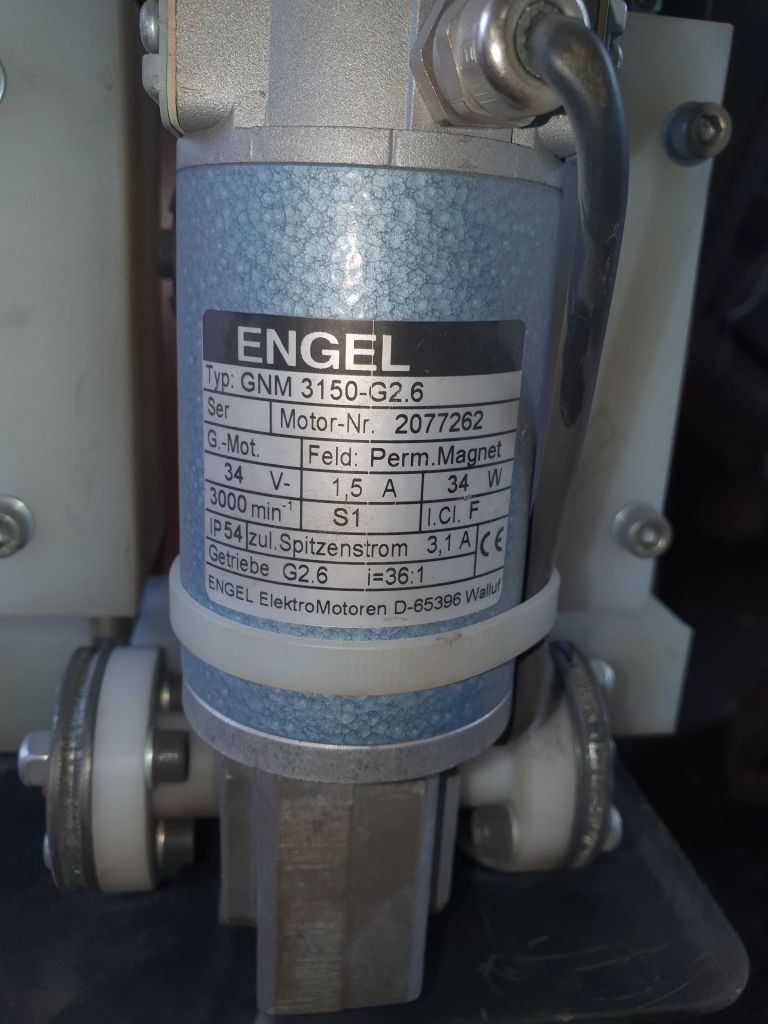 ENGEL
Typ: GNM 3150-G2.6
Ser Motor-Nr. 2077262
G.-Mot. Feld: Perm.Magnet
34 V- 1,5 A 34 W
3000 min⁻¹ S1 I.Cl. F
IP54 zul.Spitzenstrom 3,1 A CE
Getriebe G2.6 i=36:1
ENGEL ElektroMotoren D-65396 Walluf